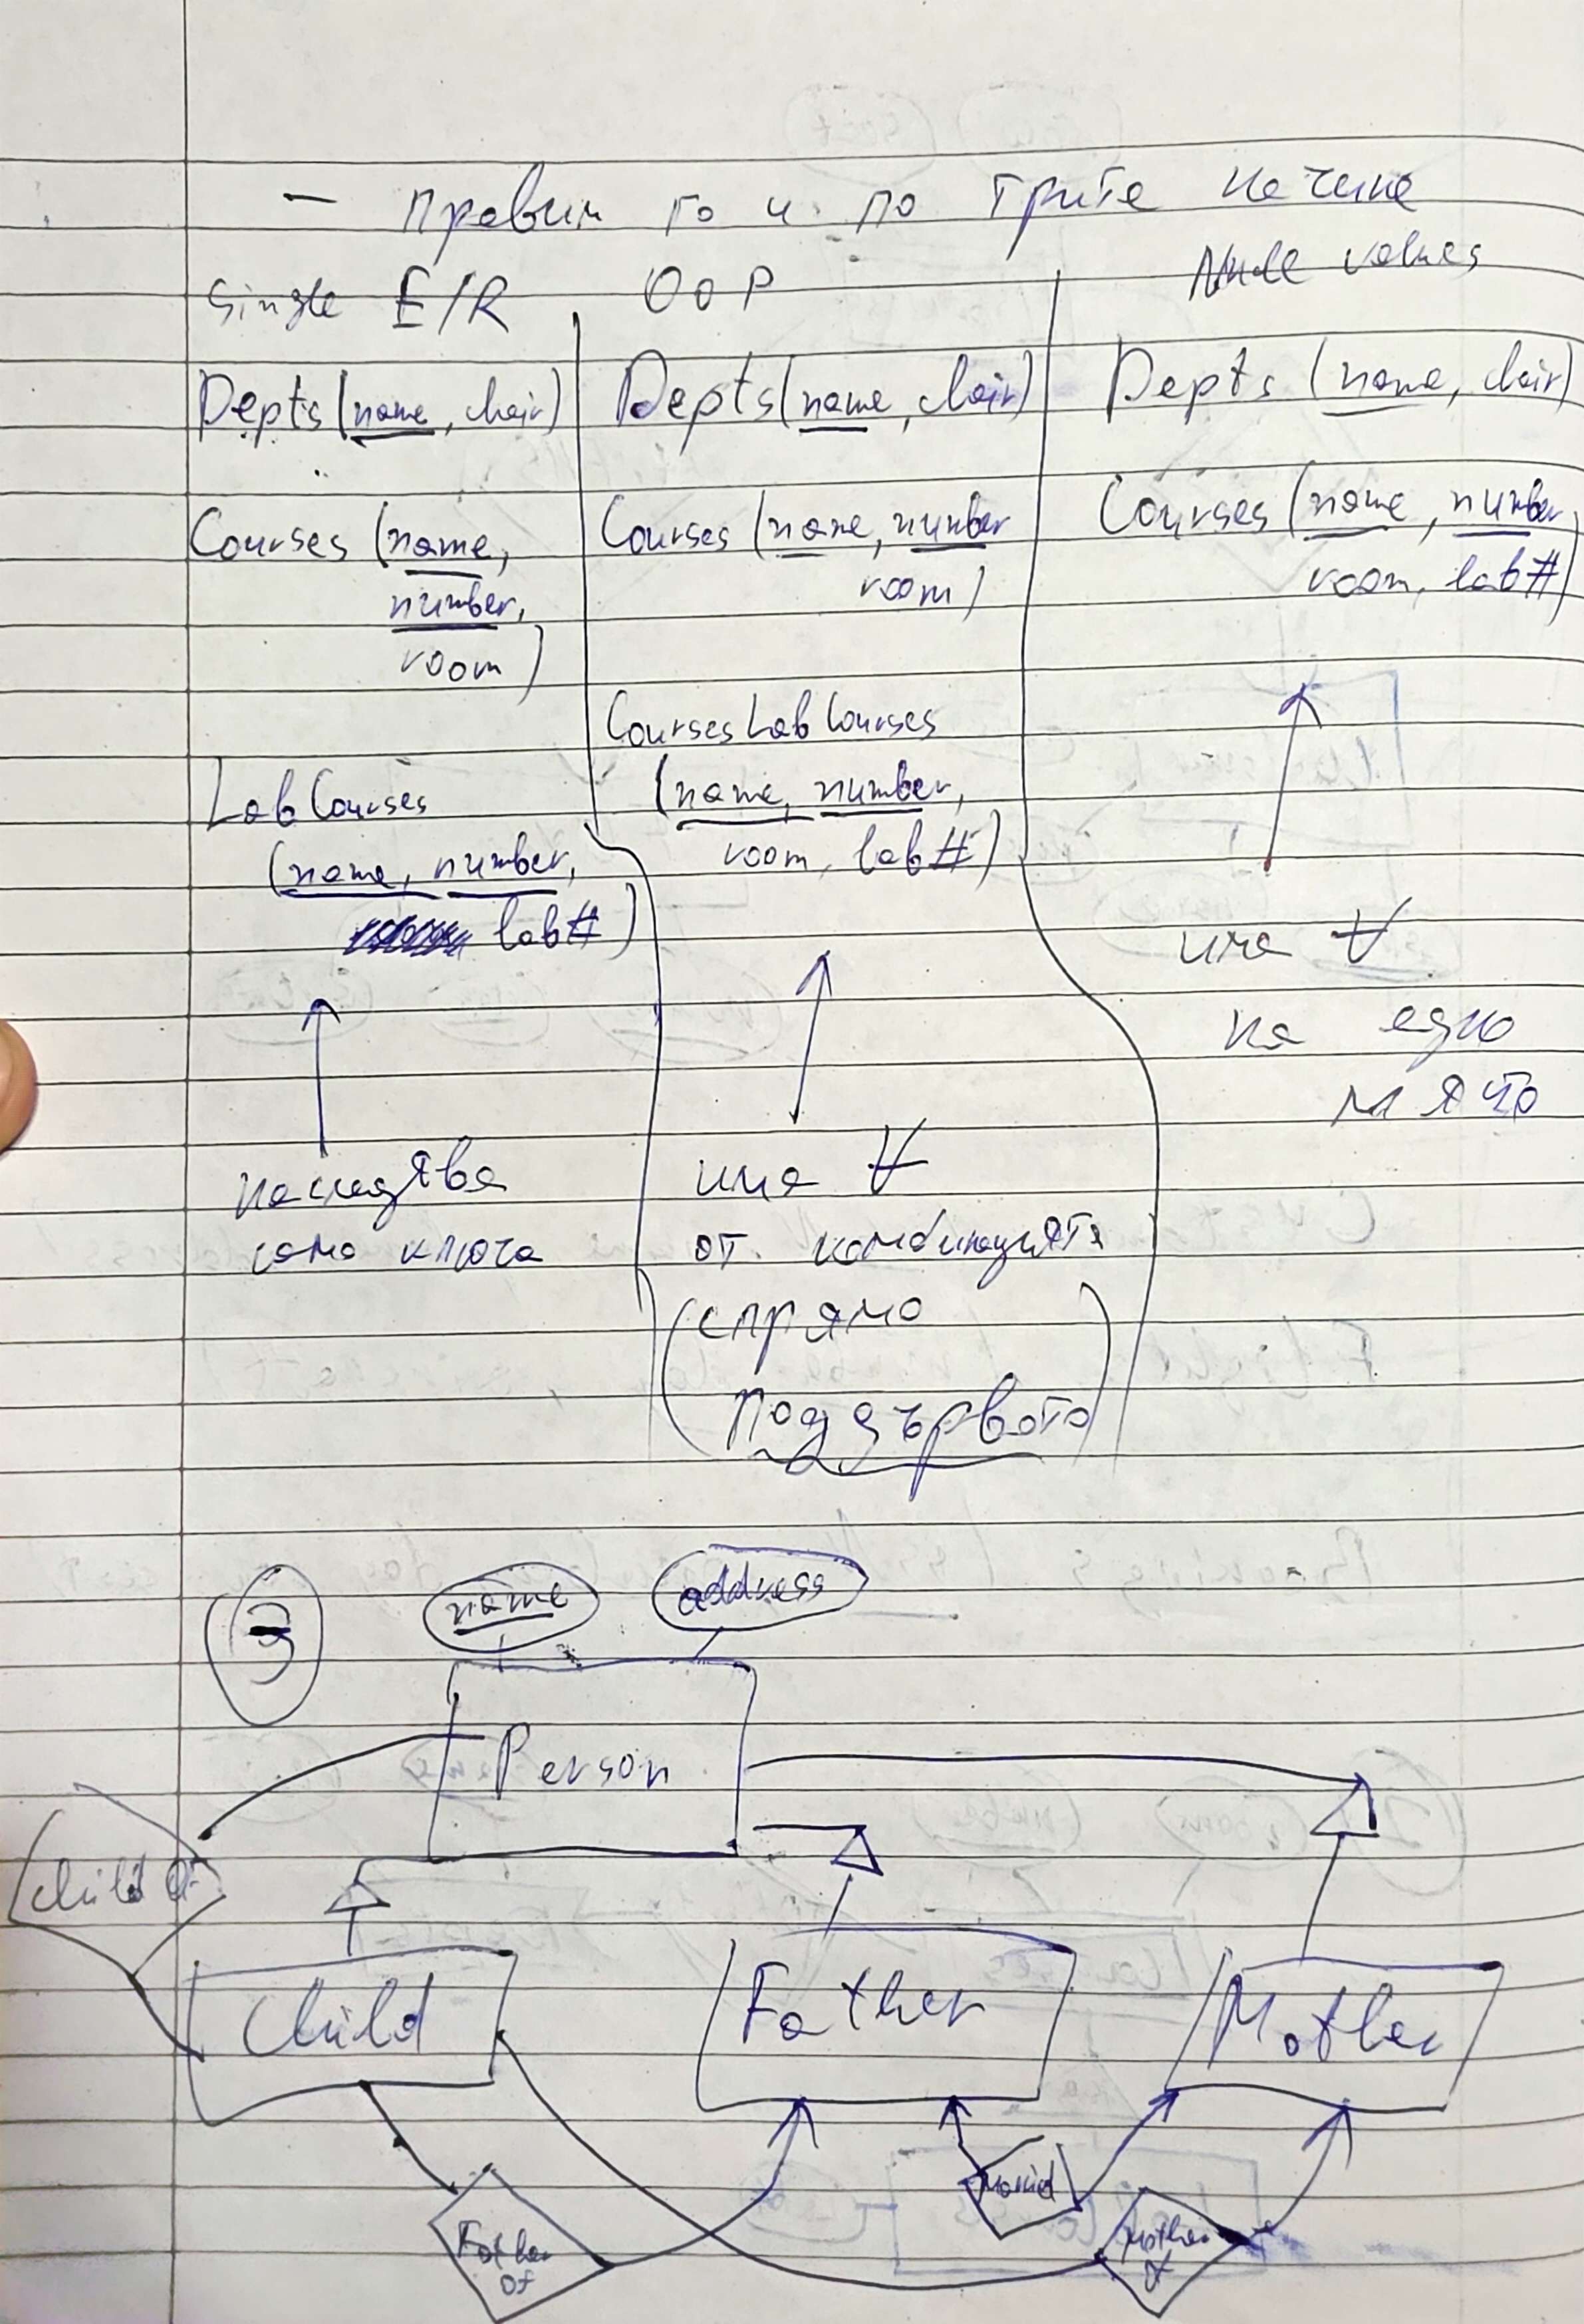 — правим го и по трите начина
Single E/R
Depts(name, chair)
Courses (name,
number,
room)
Lab Courses
(name, number,
lab#)
наследява
само ключа
OOP
Depts(name, chair)
Courses (name, number
room)
CoursesLabCourses
(name, number,
room, lab#)
има ∀
от комбинацията
(спрямо
поддървото)
Null values
Depts (name, chair)
Courses (name, number,
room, lab#)
има ∀
на едно
място
3
name address
Person
Child of
Child Father Mother
Father
Of
Married
Mother
of